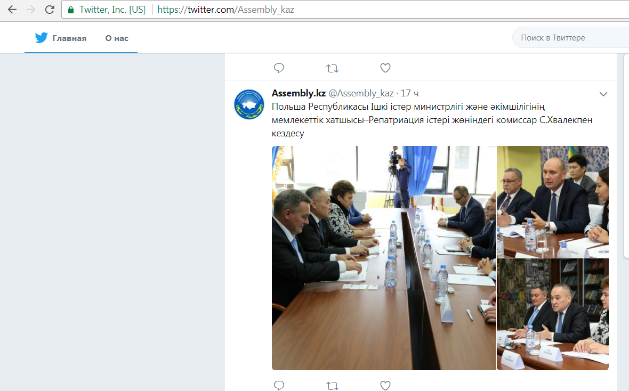 Twitter, Inc. [US]
https://twitter.com/Assembly_kaz
Главная
О нас
Поиск в Твиттере
Assembly.kz @Assembly_kaz · 17 ч
Польша Республикасы Ішкі істер министрлігі және әкімшілігінің
мемлекеттік хатшысы–Репатриация істері жөніндегі комиссар С.Хвалекпен
кездесу